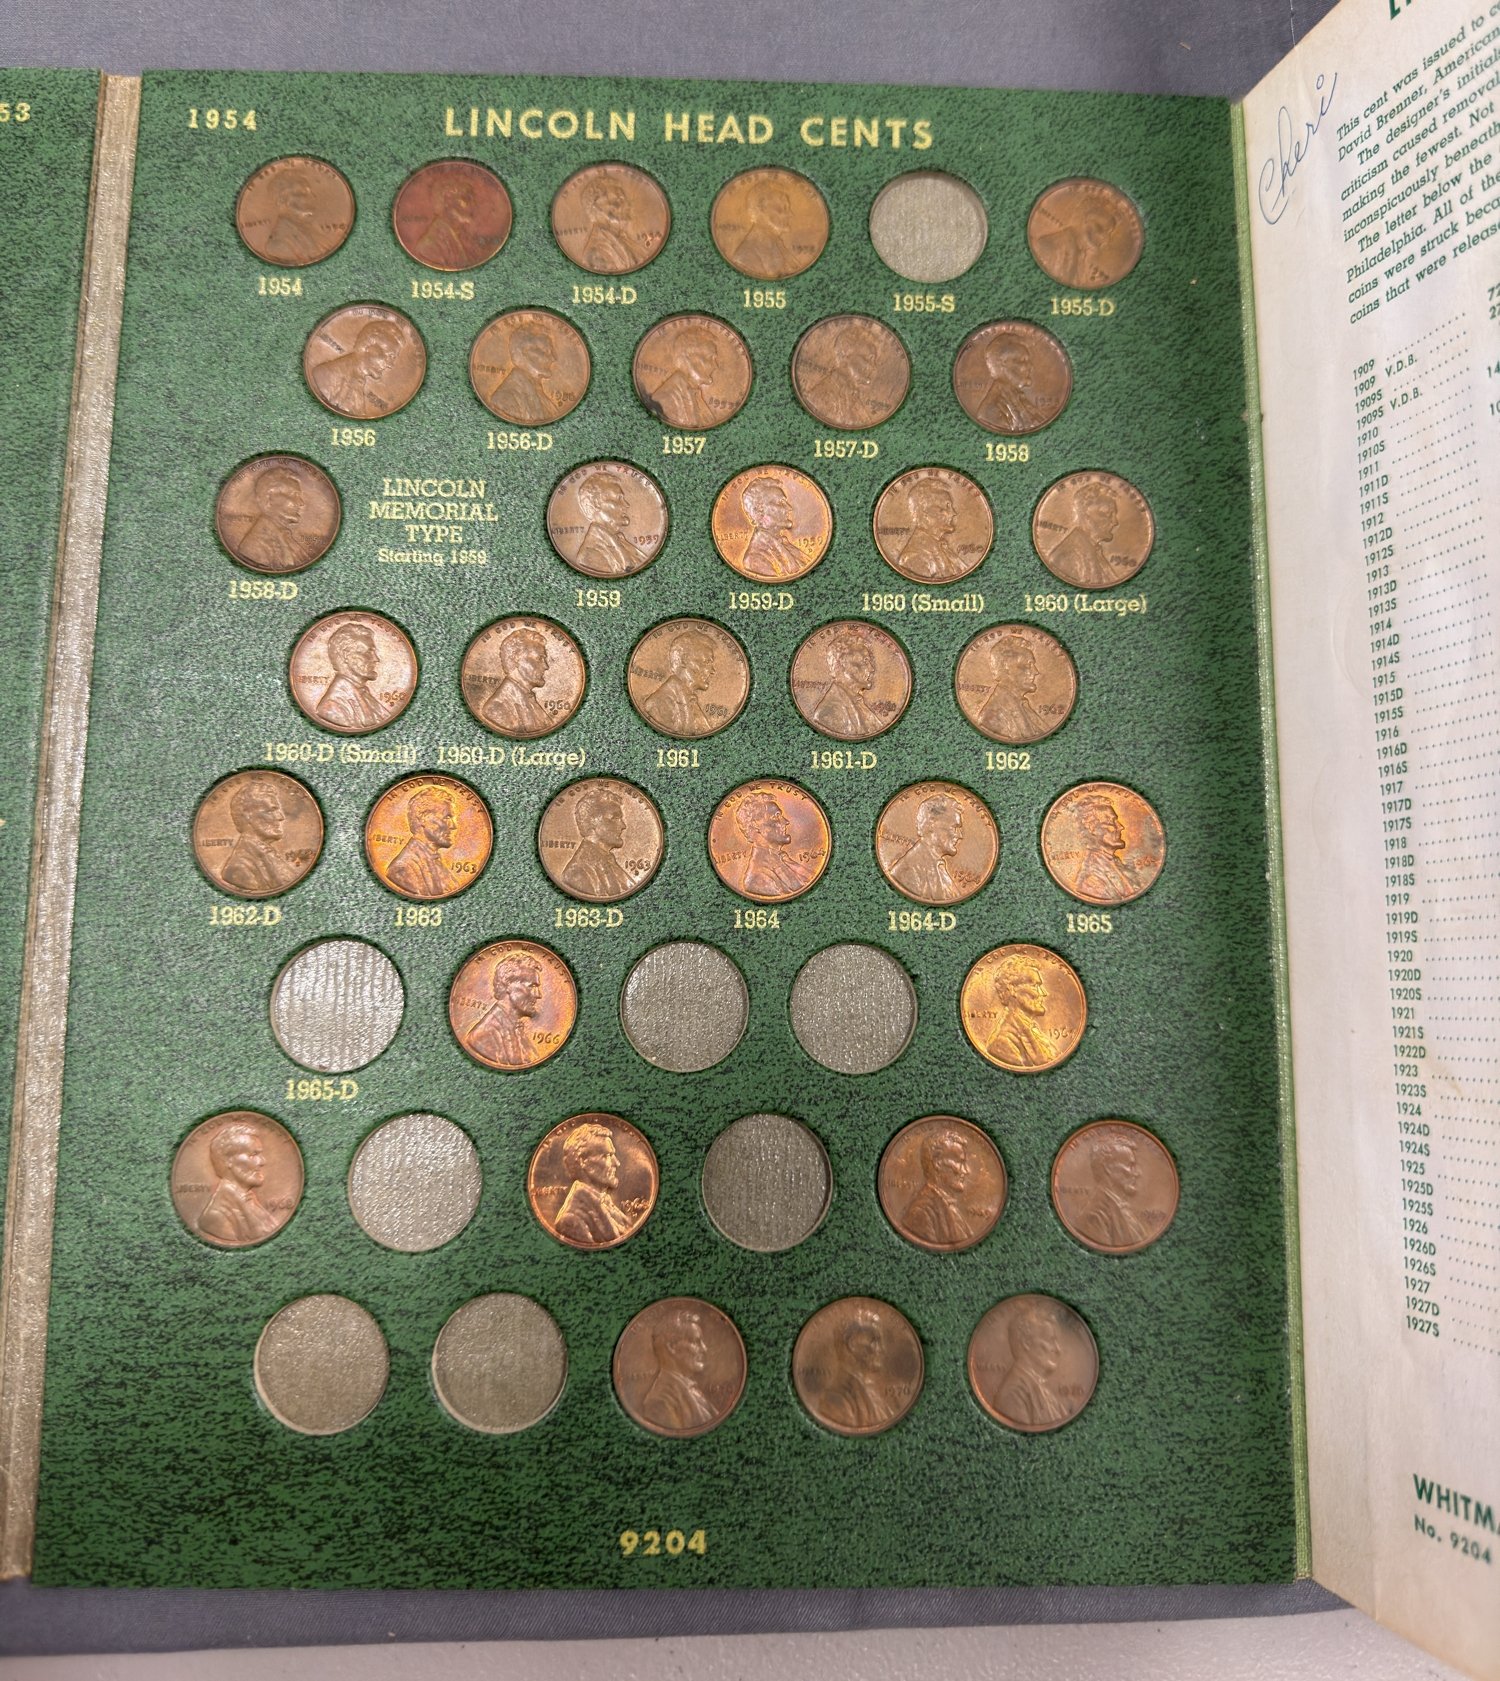 53
1954
LINCOLN HEAD CENTS
1954
1954-S
1954-D
1955
1955-S
1955-D
1956
1956-D
1957
1957-D
1958
1958-D
LINCOLN
MEMORIAL
TYPE
Starting 1959
1959
1959-D
1960 (Small)
1960 (Large)
1960-D (Small)
1960-D (Large)
1961
1961-D
1962
1962-D
1963
1963-D
1964
1964-D
1965
1965-D
9204
Cheri
This cent was issued to
David Brenner, American
The designer's initials
criticism caused removal
making the fewest. Not
inconspicuously beneath
The letter below the
Philadelphia. All of the
coins were struck
coins that were
1909
1909 V.D.B.
1909S
1909S V.D.B.
1910
1910S
1911
1911D
1911S
1912
1912D
1912S
1913
1913D
1913S
1914
1914D
1914S
1915
1915D
1915S
1916
1916D
1916S
1917
1917D
1917S
1918
1918D
1918S
1919
1919D
1919S
1920
1920D
1920S
1921
1921S
1922D
1923
1923S
1924
1924D
1924S
1925
1925D
1925S
1926
1926D
1926S
1927
1927D
1927S
WHITMA
No. 9204